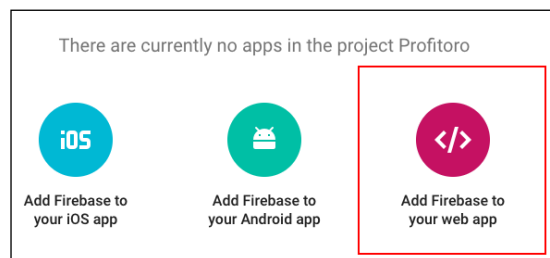 There are currently no apps in the project Profitoro
iOS
</>
Add Firebase to
your iOS app
Add Firebase to
your Android app
Add Firebase to
your web app